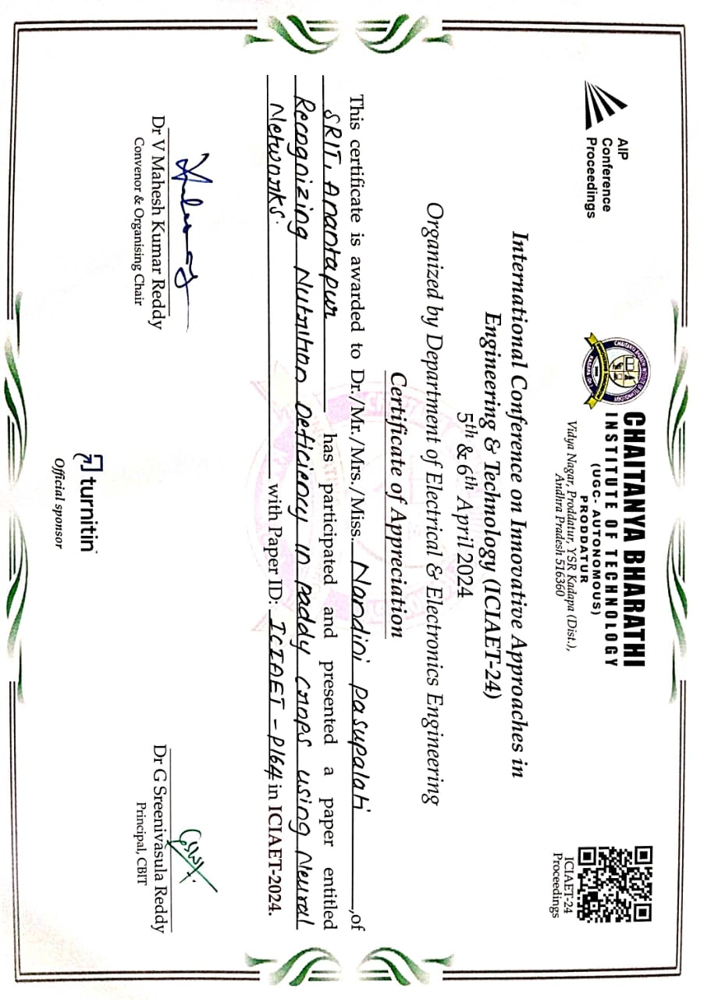 AIP
Conference
Proceedings
CHAITANYA BHARATHI
INSTITUTE OF TECHNOLOGY
(UGC- AUTONOMOUS)
PRODDATUR
Vidya Nagar, Proddatur, YSR Kadapa (Dist.),
Andhra Pradesh 516360
ICIAET-24
Proceedings
International Conference on Innovative Approaches in
Engineering & Technology (ICIAET-24)
5th & 6th April 2024
Organized by Department of Electrical & Electronics Engineering
Certificate of Appreciation
This certificate is awarded to Dr./Mr./Mrs./Miss. Nandini Pasupalati ,of
SRIT, Anantapur has participated and presented a paper entitled
Recognizing Nutrition Deficiency in paddy crops using Neural
Networks. with Paper ID: ICIAET - P164 in ICIAET-2024.
Dr V Mahesh Kumar Reddy
Convenor & Organising Chair
Dr G Sreenivasula Reddy
Principal, CBIT
turnitin
Official sponsor